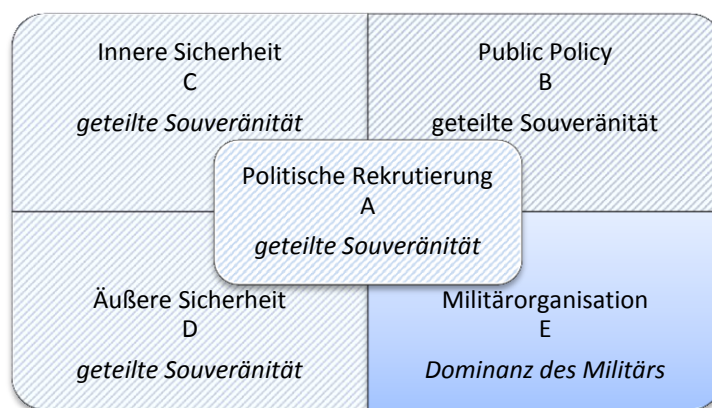 Innere Sicherheit
C
geteilte Souveränität
Public Policy
B
geteilte Souveränität
Politische Rekrutierung
A
geteilte Souveränität
Äußere Sicherheit
D
geteilte Souveränität
Militärorganisation
E
Dominanz des Militärs